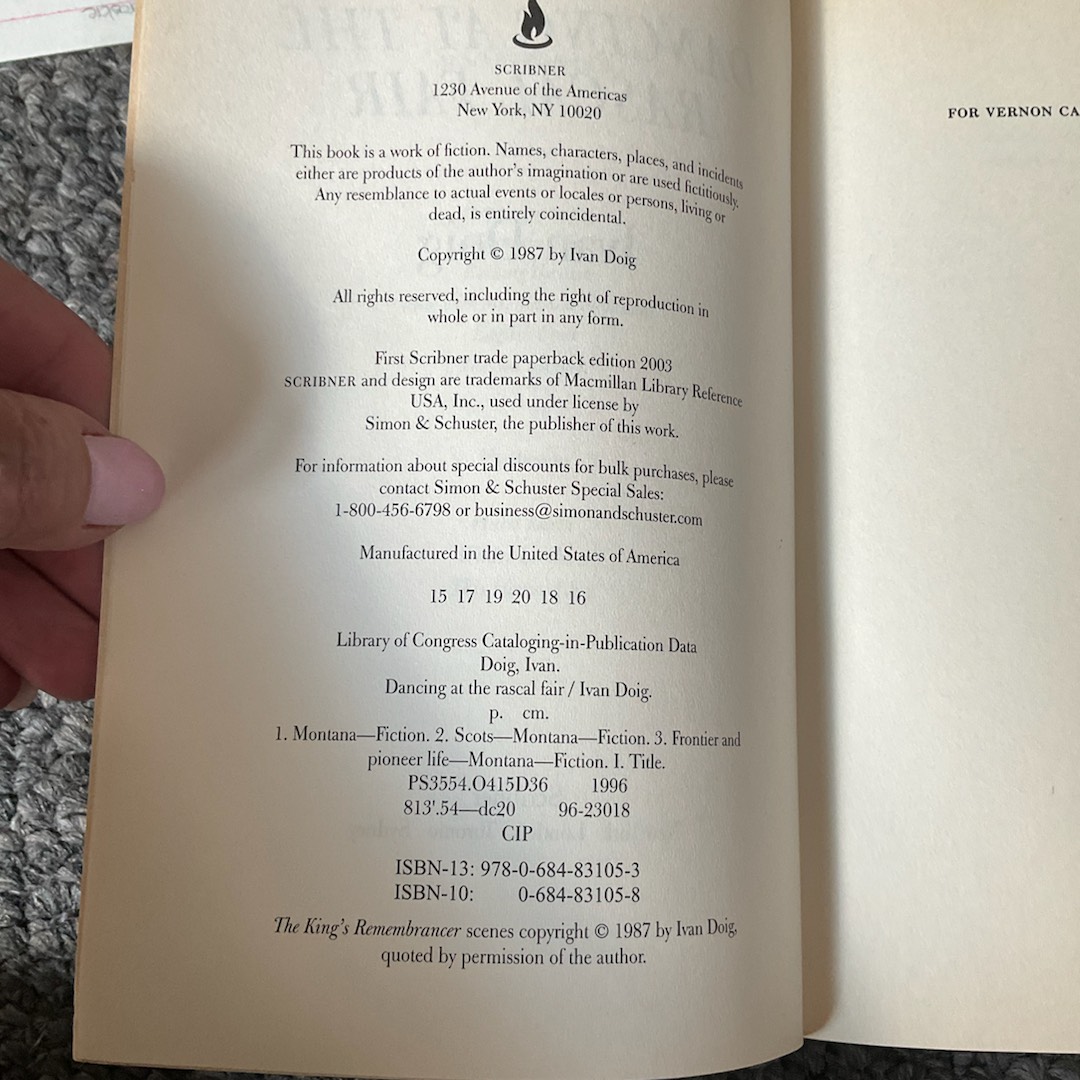 SCRIBNER
1230 Avenue of the Americas
New York, NY 10020
This book is a work of fiction. Names, characters, places, and incidents
either are products of the author's imagination or are used fictitiously.
Any resemblance to actual events or locales or persons, living or
dead, is entirely coincidental.
Copyright © 1987 by Ivan Doig
All rights reserved, including the right of reproduction in
whole or in part in any form.
First Scribner trade paperback edition 2003
SCRIBNER and design are trademarks of Macmillan Library Reference
USA, Inc., used under license by
Simon & Schuster, the publisher of this work.
For information about special discounts for bulk purchases, please
contact Simon & Schuster Special Sales:
1-800-456-6798 or business@simonandschuster.com
Manufactured in the United States of America
15 17 19 20 18 16
Library of Congress Cataloging-in-Publication Data
Doig, Ivan.
Dancing at the rascal fair / Ivan Doig.
p. cm.
1. Montana—Fiction. 2. Scots—Montana—Fiction. 3. Frontier and
pioneer life—Montana—Fiction. I. Title.
PS3554.O415D36 1996
813'.54—dc20 96-23018
CIP
ISBN-13: 978-0-684-83105-3
ISBN-10: 0-684-83105-8
The King's Remembrancer scenes copyright © 1987 by Ivan Doig,
quoted by permission of the author.
FOR VERNON CA